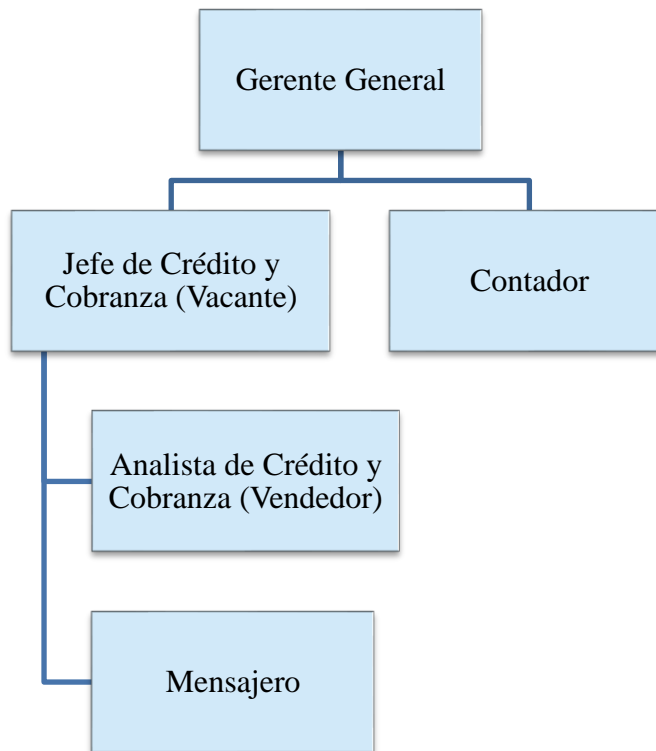 Gerente General
Jefe de Crédito y
Cobranza (Vacante)
Contador
Analista de Crédito y
Cobranza (Vendedor)
Mensajero